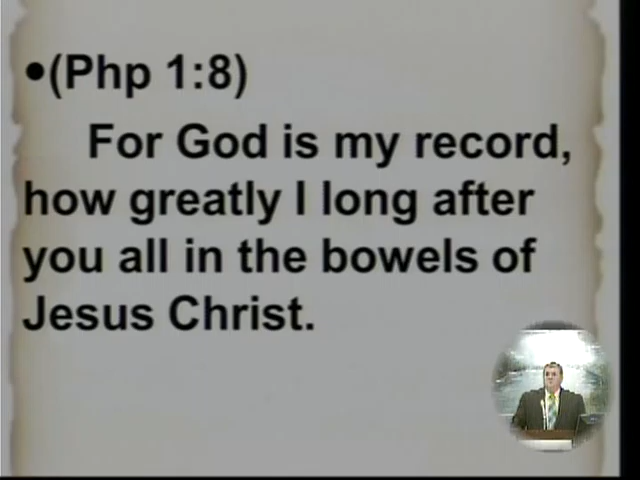 •(Php 1:8)
For God is my record,
how greatly I long after
you all in the bowels of
Jesus Christ.